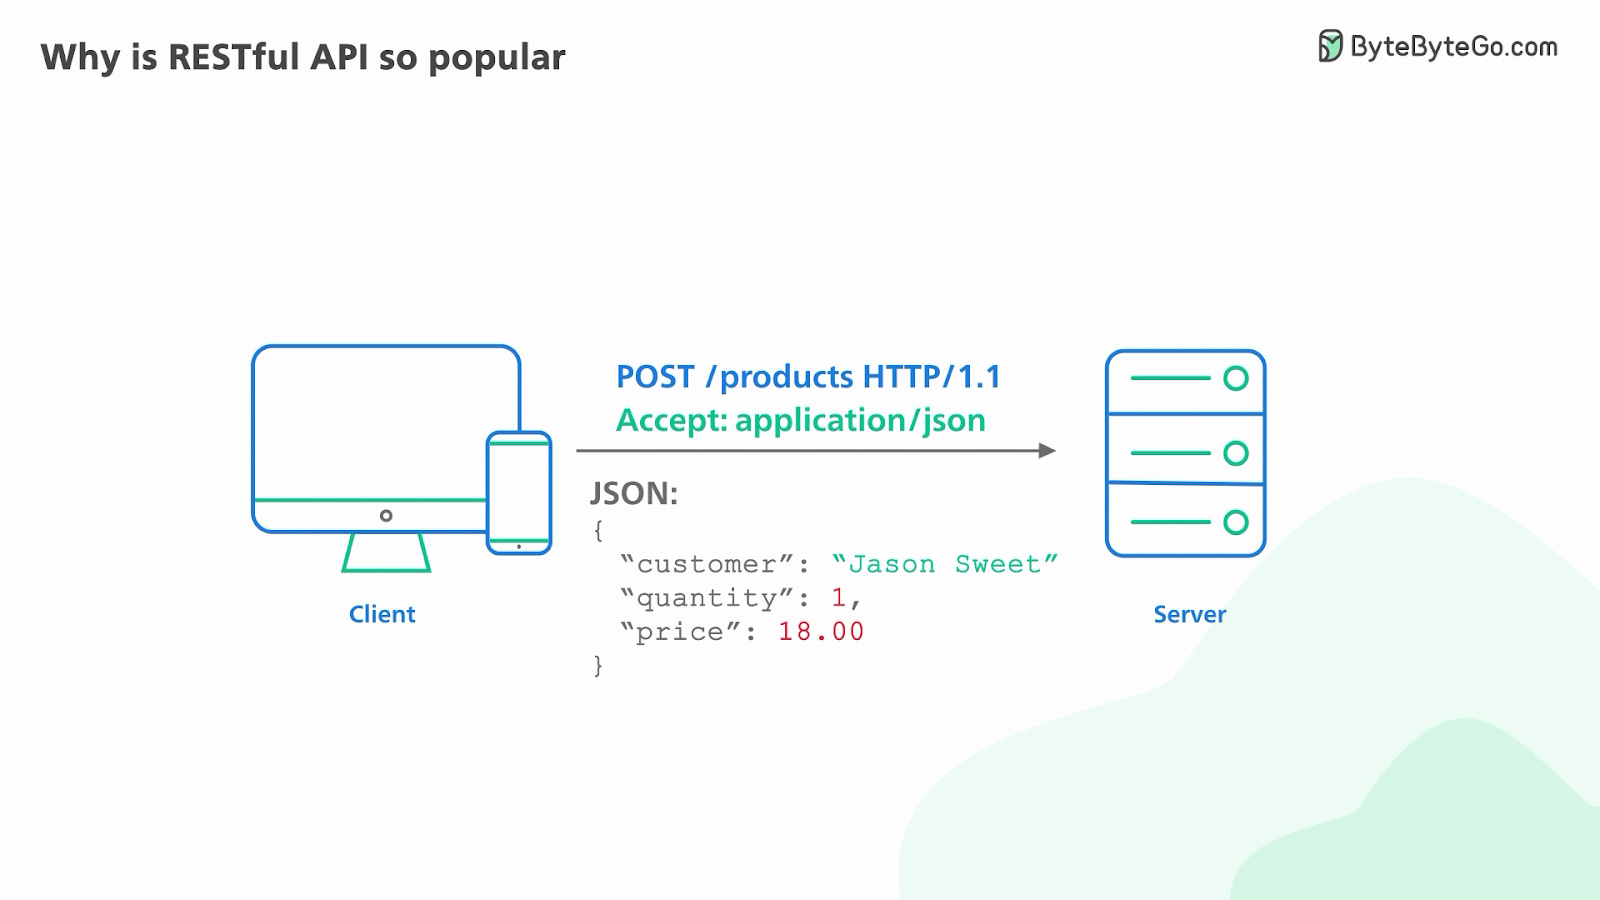 Why is RESTful API so popular
ByteByteGo.com
POST /products HTTP/1.1
Accept: application/json
JSON:
{
“customer”: “Jason Sweet”
“quantity”: 1,
“price”: 18.00
}
Client
Server